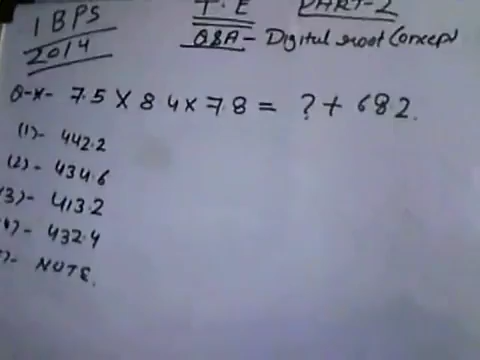 IBPS
2014
T.E PART-2
Q&A - Digital root Concept
Q-x- 7.5 X 8 4 x 7.8 = ? + 682.
(1)- 442.2
(2)- 434.6
(3)- 413.2
(4)- 432.4
)- NOTE.